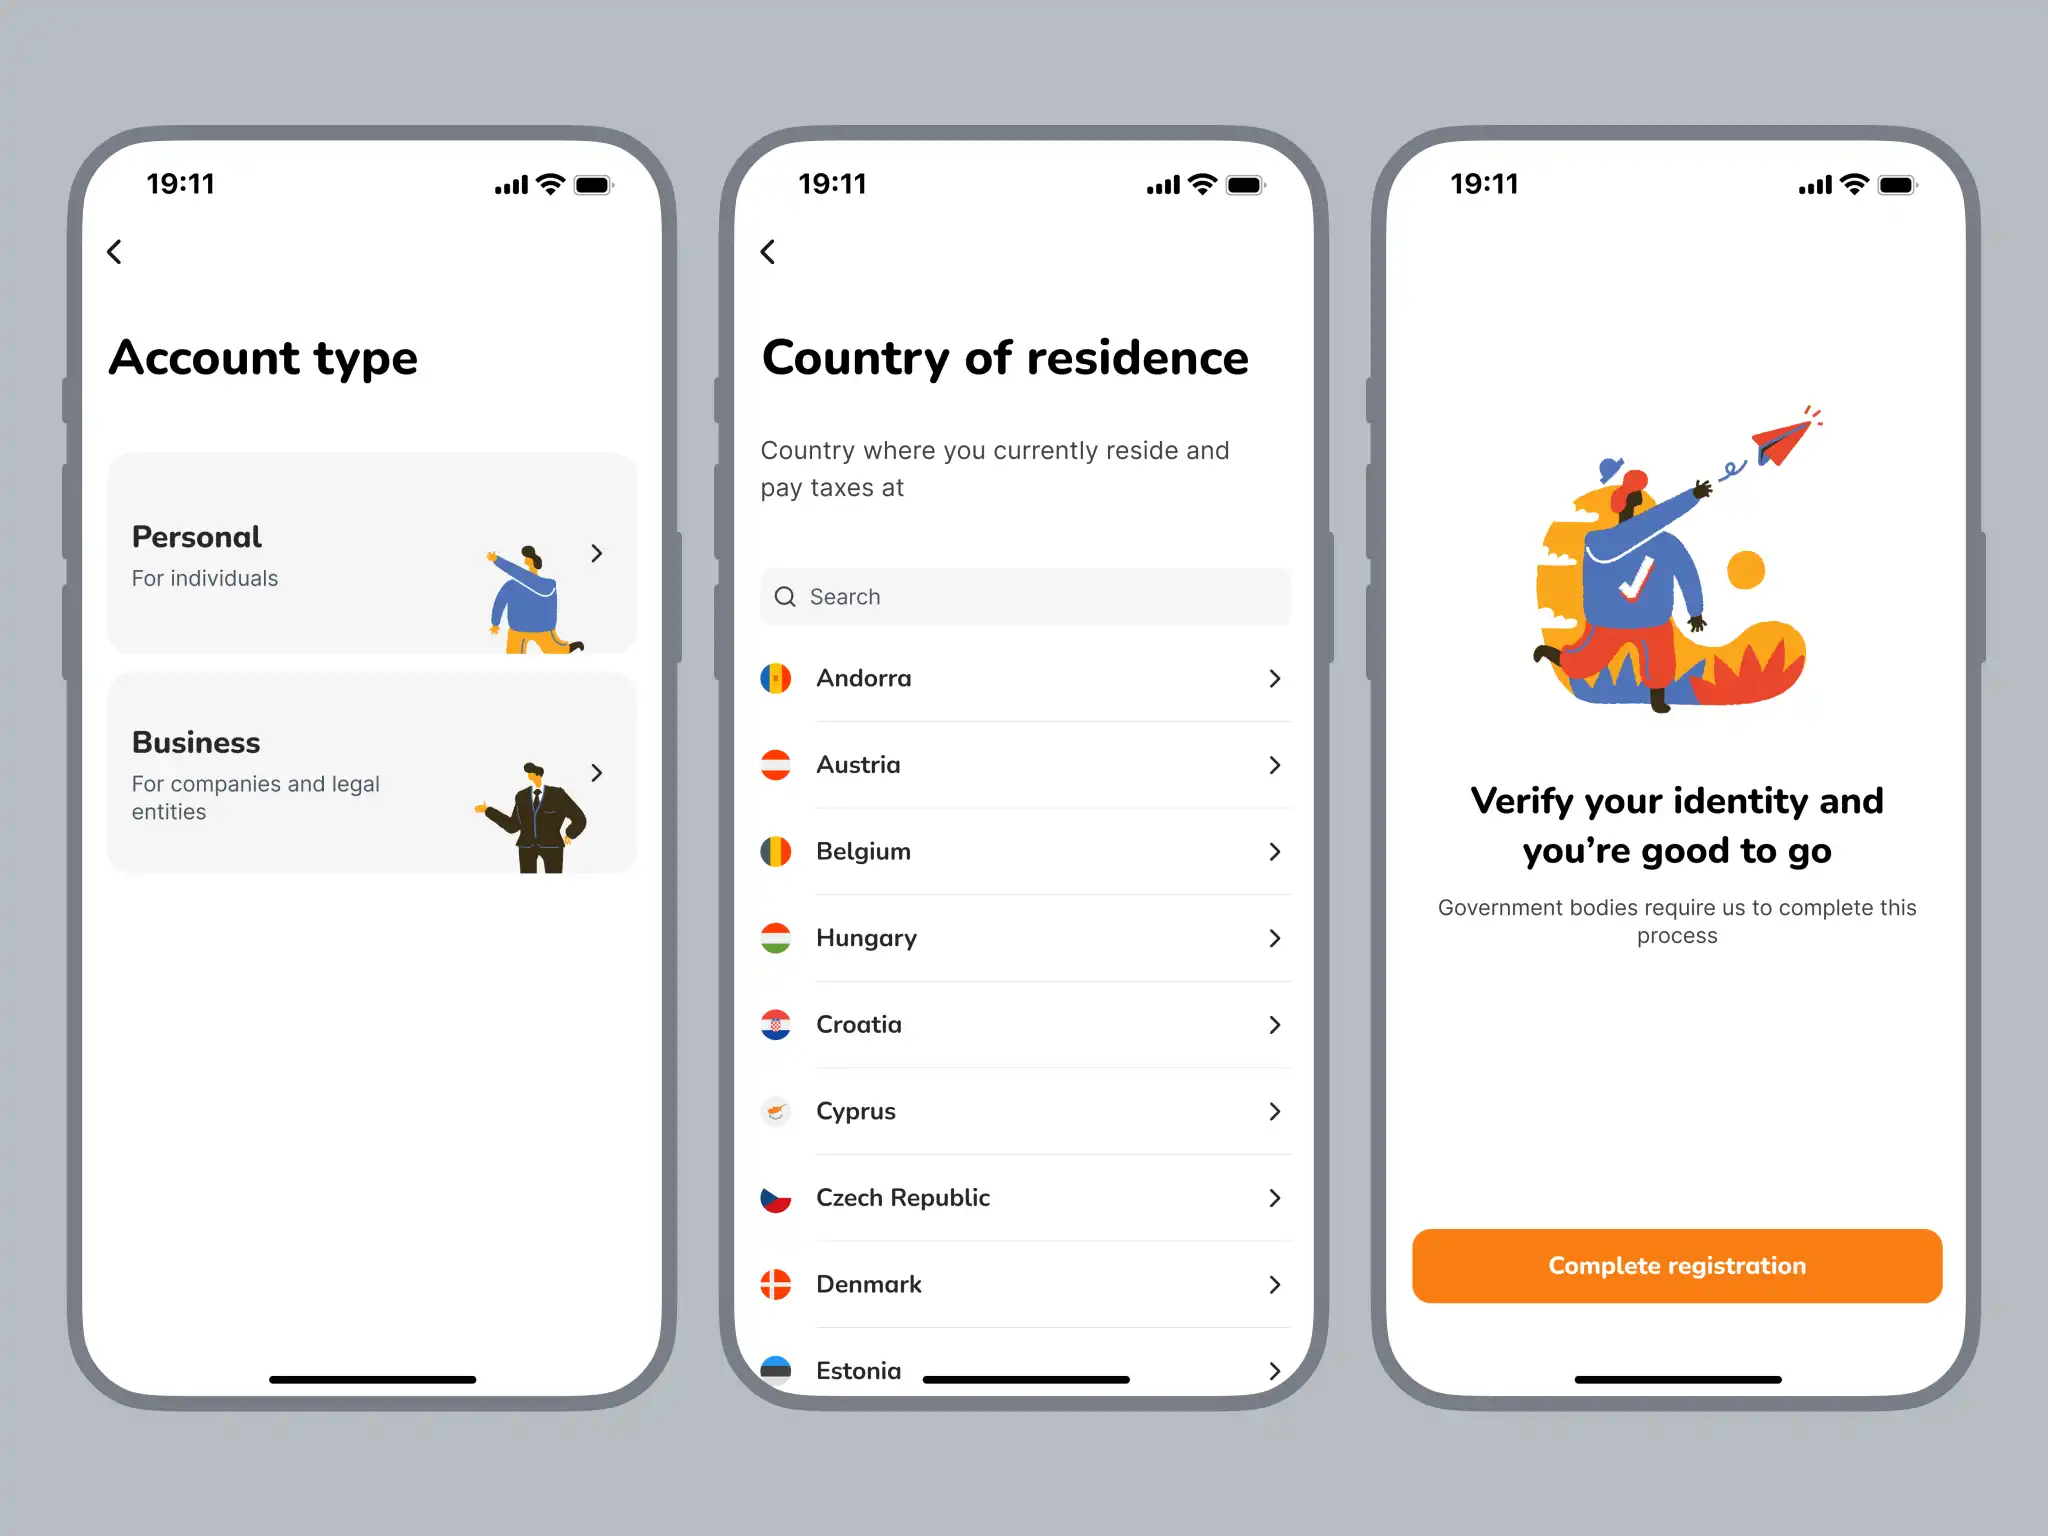 19:11
Account type
Personal
For individuals
Business
For companies and legal
entities
19:11
Country of residence
Country where you currently reside and
pay taxes at
Search
Andorra
Austria
Belgium
Hungary
Croatia
Cyprus
Czech Republic
Denmark
Estonia
19:11
Verify your identity and
you’re good to go
Government bodies require us to complete this
process
Complete registration